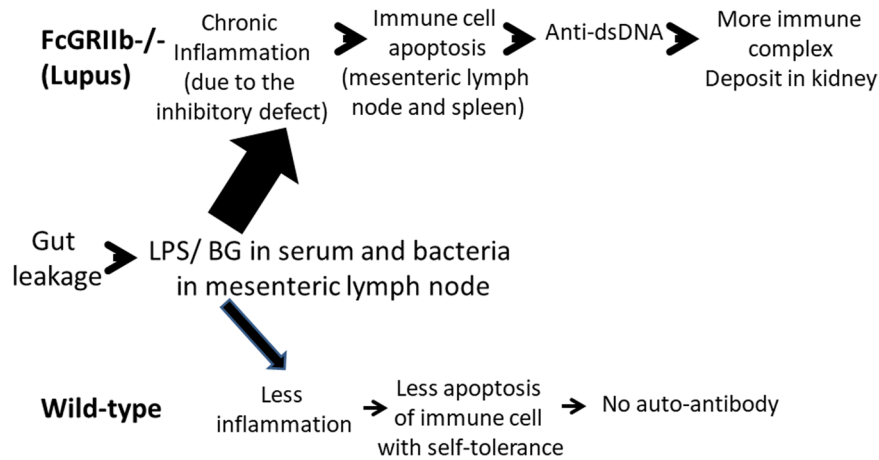 FcGRIIb-/-
(Lupus)
Chronic
Inflammation
(due to the
inhibitory defect)
Immune cell
apoptosis
(mesenteric lymph
node and spleen)
Anti-dsDNA
More immune
complex
Deposit in kidney
Gut
leakage
LPS/ BG in serum and bacteria
in mesenteric lymph node
Wild-type
Less
inflammation
Less apoptosis
of immune cell
with self-tolerance
No auto-antibody